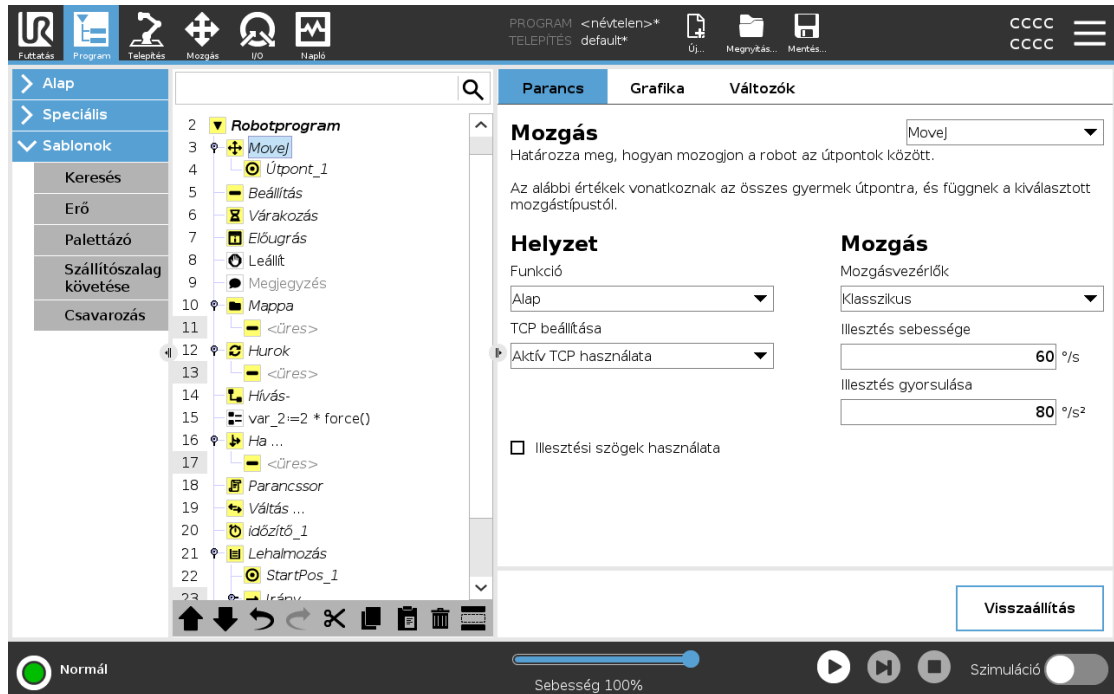 PROGRAM <névtelen>*
TELEPÍTÉS default*
Futtatás
Program
Telepítés
Mozgás
I/O
Napló
Új...
Megnyitás...
Mentés...
CCCC
CCCC
Alap
Speciális
Sablonok
Keresés
Erő
Palettázó
Szállítószalag
követése
Csavarozás
2 Robotprogram
3 MoveJ
4 Útpont_1
5 Beállítás
6 Várakozás
7 Előugrás
8 Leállít
9 Megjegyzés
10 Mappa
11 <üres>
12 Hurok
13 <üres>
14 Hívás-
15 var_2:=2 * force()
16 Ha ...
17 <üres>
18 Parancssor
19 Váltás ...
20 időzítő_1
21 Lehalmozás
22 StartPos_1
23 Irány
Parancs
Grafika
Változók
Mozgás
MoveJ
Határozza meg, hogyan mozogjon a robot az útpontok között.
Az alábbi értékek vonatkoznak az összes gyermek útpontra, és függnek a kiválasztott
mozgástípustól.
Helyzet
Funkció
Alap
TCP beállítása
Aktív TCP használata
Illesztési szögek használata
Mozgás
Mozgásvezérlők
Klasszikus
Illesztés sebessége
60 °/s
Illesztés gyorsulása
80 °/s²
Visszaállítás
Normál
Sebesség 100%
Szimuláció